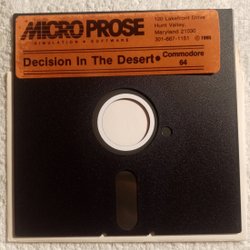 MICRO PROSE
SIMULATION • SOFTWARE
120 Lakefront Drive
Hunt Valley,
Maryland 21030
301-667-1151 © 1985
Decision In The Desert
Commodore
64